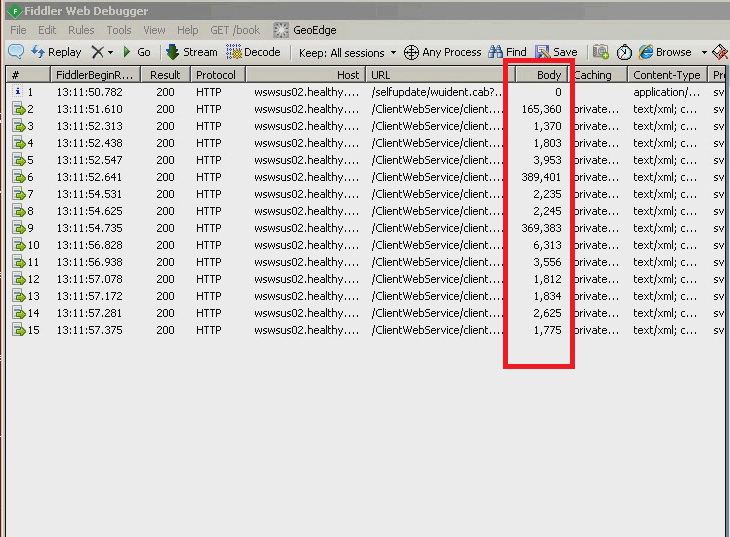 Fiddler Web Debugger
File Edit Rules Tools View Help GET /book GeoEdge
Replay Go Stream Decode Keep: All sessions Any Process Find Save Browse
# FiddlerBeginR... Result Protocol Host URL Body Caching Content-Type Pro
1 13:11:50.782 200 HTTP wswsus02.healthy.... /selfupdate/wuident.cab?... 0 application/... sv
2 13:11:51.610 200 HTTP wswsus02.healthy.... /ClientWebService/client.... 165,360 private... text/xml; c... sv
3 13:11:52.313 200 HTTP wswsus02.healthy.... /ClientWebService/client.... 1,370 private... text/xml; c... sv
4 13:11:52.438 200 HTTP wswsus02.healthy.... /ClientWebService/client.... 1,803 private... text/xml; c... sv
5 13:11:52.547 200 HTTP wswsus02.healthy.... /ClientWebService/client.... 3,953 private... text/xml; c... sv
6 13:11:52.641 200 HTTP wswsus02.healthy.... /ClientWebService/client.... 389,401 private... text/xml; c... sv
7 13:11:54.531 200 HTTP wswsus02.healthy.... /ClientWebService/client.... 2,235 private... text/xml; c... sv
8 13:11:54.625 200 HTTP wswsus02.healthy.... /ClientWebService/client.... 2,245 private... text/xml; c... sv
9 13:11:54.735 200 HTTP wswsus02.healthy.... /ClientWebService/client.... 369,383 private... text/xml; c... sv
10 13:11:56.828 200 HTTP wswsus02.healthy.... /ClientWebService/client.... 6,313 private... text/xml; c... sv
11 13:11:56.938 200 HTTP wswsus02.healthy.... /ClientWebService/client.... 3,556 private... text/xml; c... sv
12 13:11:57.078 200 HTTP wswsus02.healthy.... /ClientWebService/client.... 1,812 private... text/xml; c... sv
13 13:11:57.172 200 HTTP wswsus02.healthy.... /ClientWebService/client.... 1,834 private... text/xml; c... sv
14 13:11:57.281 200 HTTP wswsus02.healthy.... /ClientWebService/client.... 2,625 private... text/xml; c... sv
15 13:11:57.375 200 HTTP wswsus02.healthy.... /ClientWebService/client.... 1,775 private... text/xml; c... sv